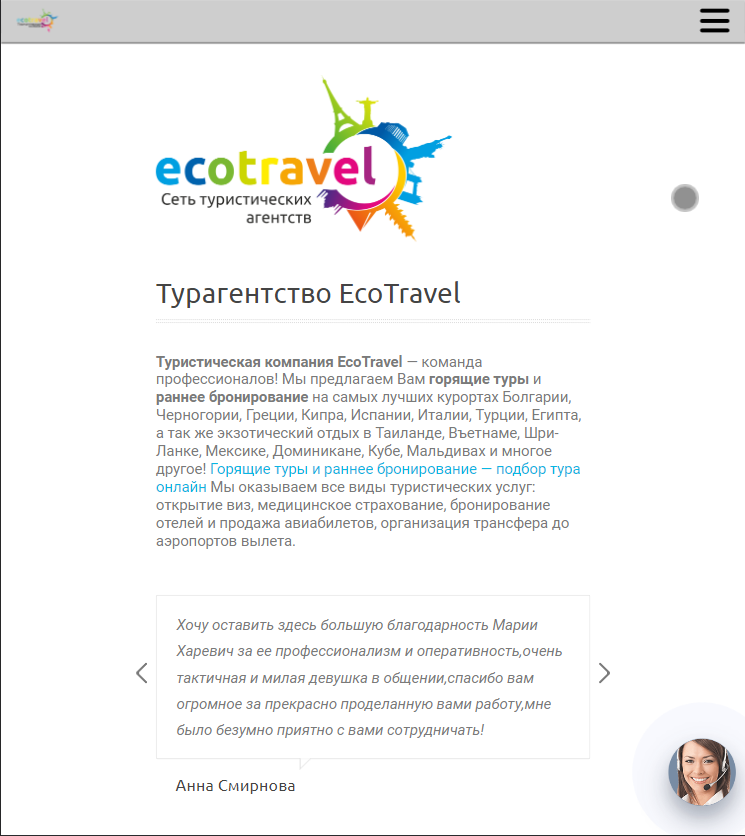 ecotravel
Сеть туристических
агентств
Турагентство EcoTravel
Туристическая компания EcoTravel — команда
профессионалов! Мы предлагаем Вам горящие туры и
раннее бронирование на самых лучших курортах Болгарии,
Черногории, Греции, Кипра, Испании, Италии, Турции, Египта,
а так же экзотический отдых в Таиланде, Въетнаме, Шри-
Ланке, Мексике, Доминикане, Кубе, Мальдивах и многое
другое! Горящие туры и раннее бронирование — подбор тура
онлайн Мы оказываем все виды туристических услуг:
открытие виз, медицинское страхование, бронирование
отелей и продажа авиабилетов, организация трансфера до
аэропортов вылета.
Хочу оставить здесь большую благодарность Марии
Харевич за ее профессионализм и оперативность,очень
тактичная и милая девушка в общении,спасибо вам
огромное за прекрасно проделанную вами работу,мне
было безумно приятно с вами сотрудничать!
Анна Смирнова